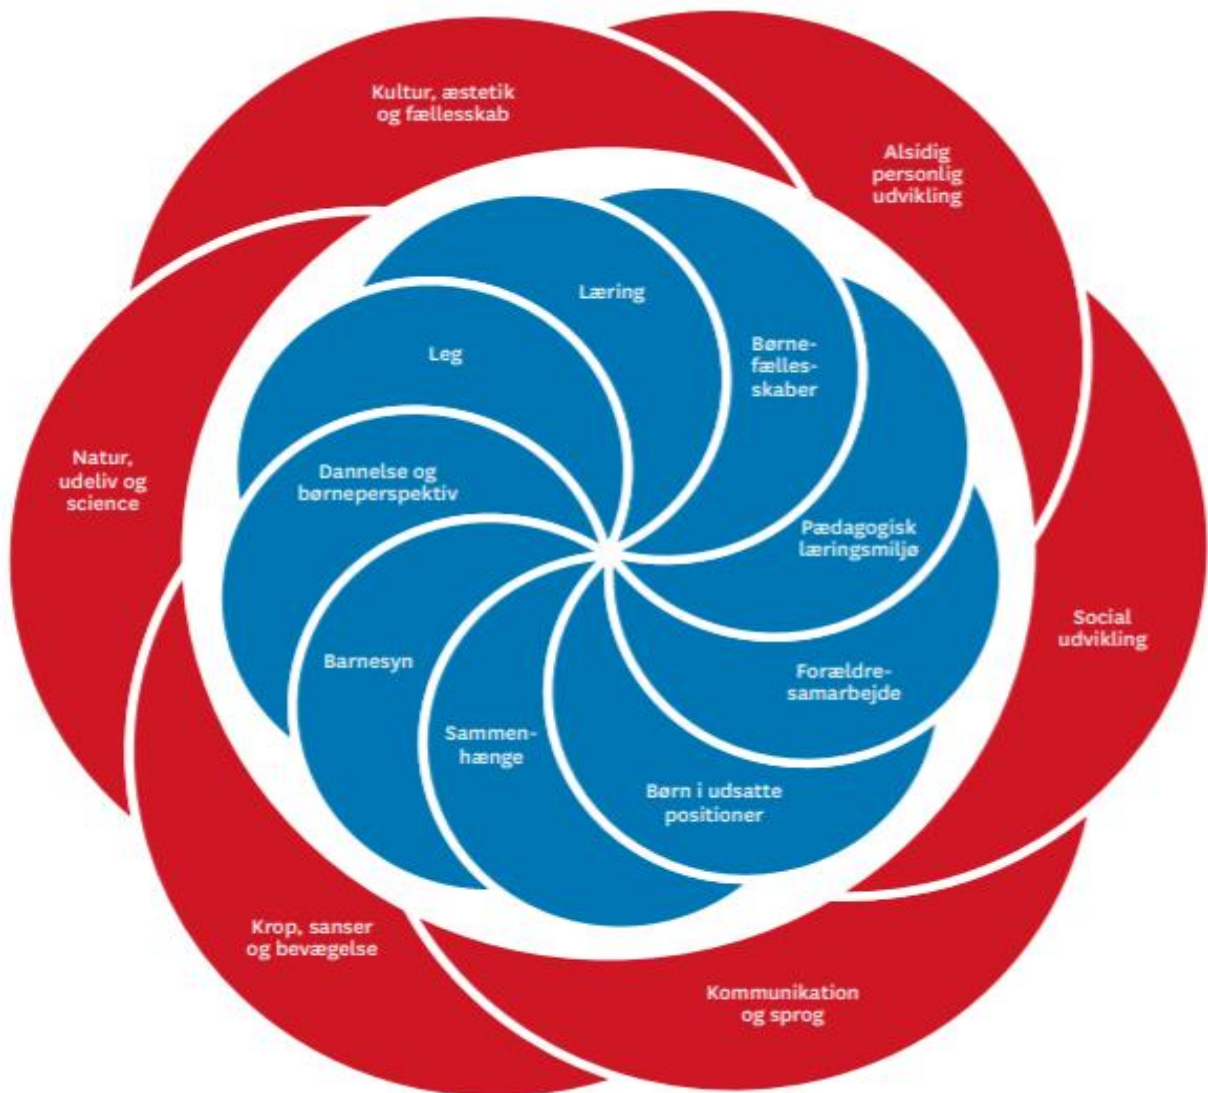 Kultur, æstetik
og fællesskab
Alsidig
personlig
udvikling
Læring
Børne-
fælles-
skaber
Leg
Natur,
udeliv og
science
Dannelse og
børneperspektiv
Pædagogisk
læringsmiljø
Social
udvikling
Barnesyn
Forældre-
samarbejde
Sammen-
hænge
Børn i udsatte
positioner
Krop, sanser
og bevægelse
Kommunikation
og sprog